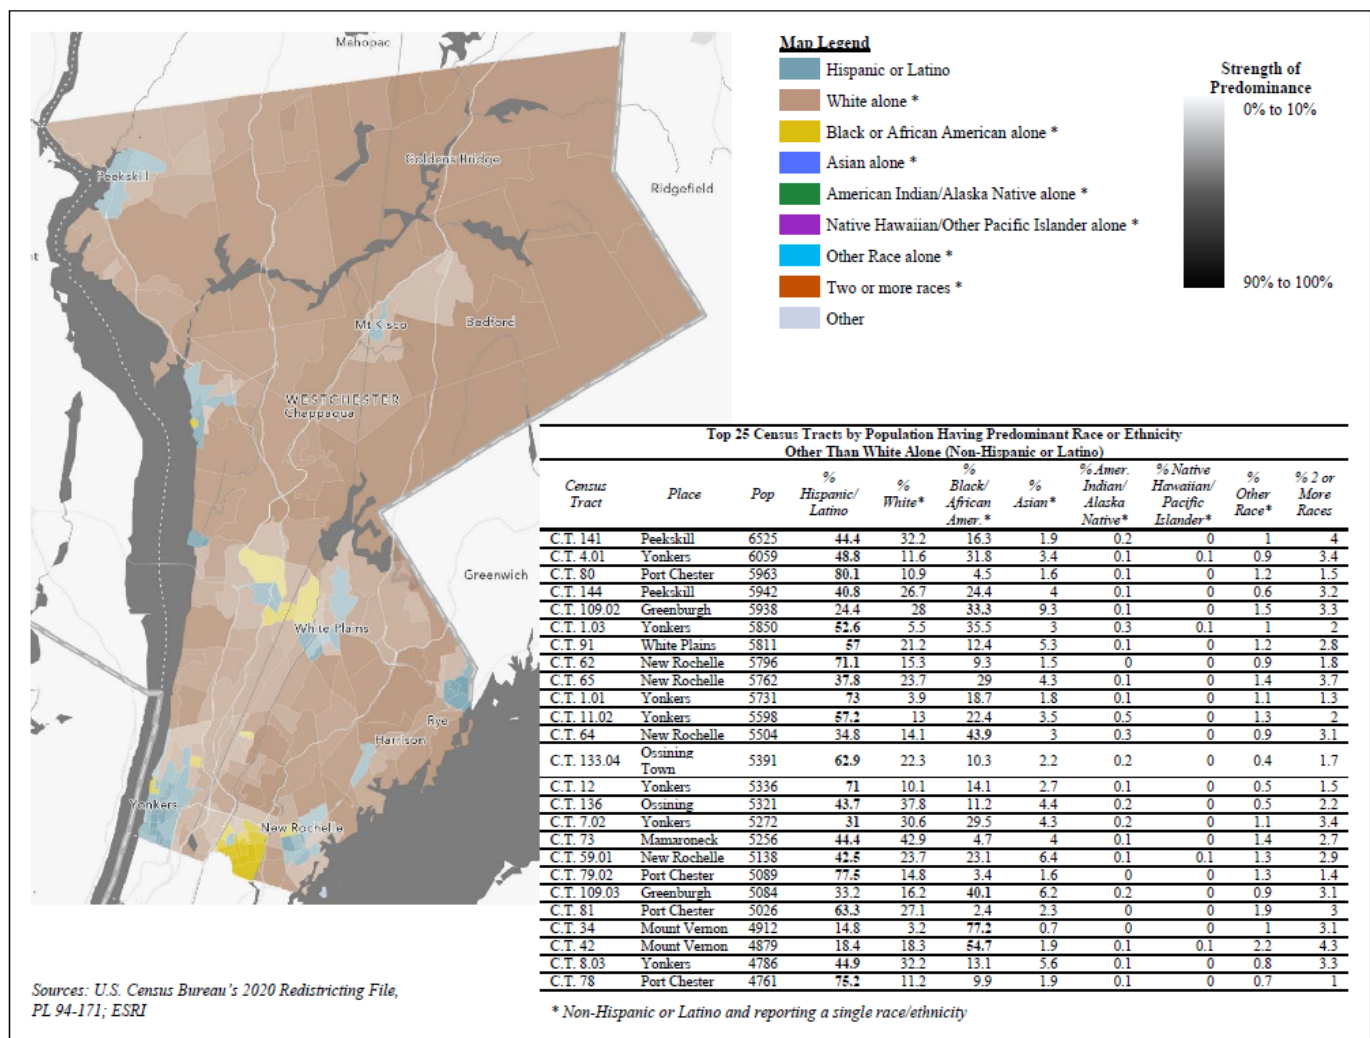 Mahopac
Peekskill
Goldens Bridge
Ridgefield
nt
Mt Kisco
Bedford
WESTCHESTER
Chappaqua
Greenwich
White Plains
Rye
Harrison
Yonkers
New Rochelle
Map Legend
Hispanic or Latino
White alone *
Black or African American alone *
Asian alone *
American Indian/Alaska Native alone *
Native Hawaiian/Other Pacific Islander alone *
Other Race alone *
Two or more races *
Other
Strength of
Predominance
0% to 10%
90% to 100%
Top 25 Census Tracts by Population Having Predominant Race or Ethnicity
Other Than White Alone (Non-Hispanic or Latino)
Census Tract Place Pop % Hispanic/ Latino % White* % Black/ African Amer.* % Asian* % Amer. Indian/ Alaska Native* % Native Hawaiian/ Pacific Islander* % Other Race* % 2 or More Races
C.T. 141 Peekskill 6525 44.4 32.2 16.3 1.9 0.2 0 1 4
C.T. 4.01 Yonkers 6059 48.8 11.6 31.8 3.4 0.1 0.1 0.9 3.4
C.T. 80 Port Chester 5963 80.1 10.9 4.5 1.6 0.1 0 1.2 1.5
C.T. 144 Peekskill 5942 40.8 26.7 24.4 4 0.1 0 0.6 3.2
C.T. 109.02 Greenburgh 5938 24.4 28 33.3 9.3 0.1 0 1.5 3.3
C.T. 1.03 Yonkers 5850 52.6 5.5 35.5 3 0.3 0.1 1 2
C.T. 91 White Plains 5811 57 21.2 12.4 5.3 0.1 0 1.2 2.8
C.T. 62 New Rochelle 5796 71.1 15.3 9.3 1.5 0 0 0.9 1.8
C.T. 65 New Rochelle 5762 37.8 23.7 29 4.3 0.1 0 1.4 3.7
C.T. 1.01 Yonkers 5731 73 3.9 18.7 1.8 0.1 0 1.1 1.3
C.T. 11.02 Yonkers 5598 57.2 13 22.4 3.5 0.5 0 1.3 2
C.T. 64 New Rochelle 5504 34.8 14.1 43.9 3 0.3 0 0.9 3.1
C.T. 133.04 Ossining Town 5391 62.9 22.3 10.3 2.2 0.2 0 0.4 1.7
C.T. 12 Yonkers 5336 71 10.1 14.1 2.7 0.1 0 0.5 1.5
C.T. 136 Ossining 5321 43.7 37.8 11.2 4.4 0.2 0 0.5 2.2
C.T. 7.02 Yonkers 5272 31 30.6 29.5 4.3 0.2 0 1.1 3.4
C.T. 73 Mamaroneck 5256 44.4 42.9 4.7 4 0.1 0 1.4 2.7
C.T. 59.01 New Rochelle 5138 42.5 23.7 23.1 6.4 0.1 0.1 1.3 2.9
C.T. 79.02 Port Chester 5089 77.5 14.8 3.4 1.6 0 0 1.3 1.4
C.T. 109.03 Greenburgh 5084 33.2 16.2 40.1 6.2 0.2 0 0.9 3.1
C.T. 81 Port Chester 5026 63.3 27.1 2.4 2.3 0 0 1.9 3
C.T. 34 Mount Vernon 4912 14.8 3.2 77.2 0.7 0 0 1 3.1
C.T. 42 Mount Vernon 4879 18.4 18.3 54.7 1.9 0.1 0.1 2.2 4.3
C.T. 8.03 Yonkers 4786 44.9 32.2 13.1 5.6 0.1 0 0.8 3.3
C.T. 78 Port Chester 4761 75.2 11.2 9.9 1.9 0.1 0 0.7 1
* Non-Hispanic or Latino and reporting a single race/ethnicity
Sources: U.S. Census Bureau's 2020 Redistricting File,
PL 94-171; ESRI